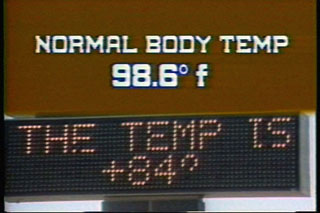 NORMAL BODY TEMP
98.6° f
THE TEMP IS
+84°